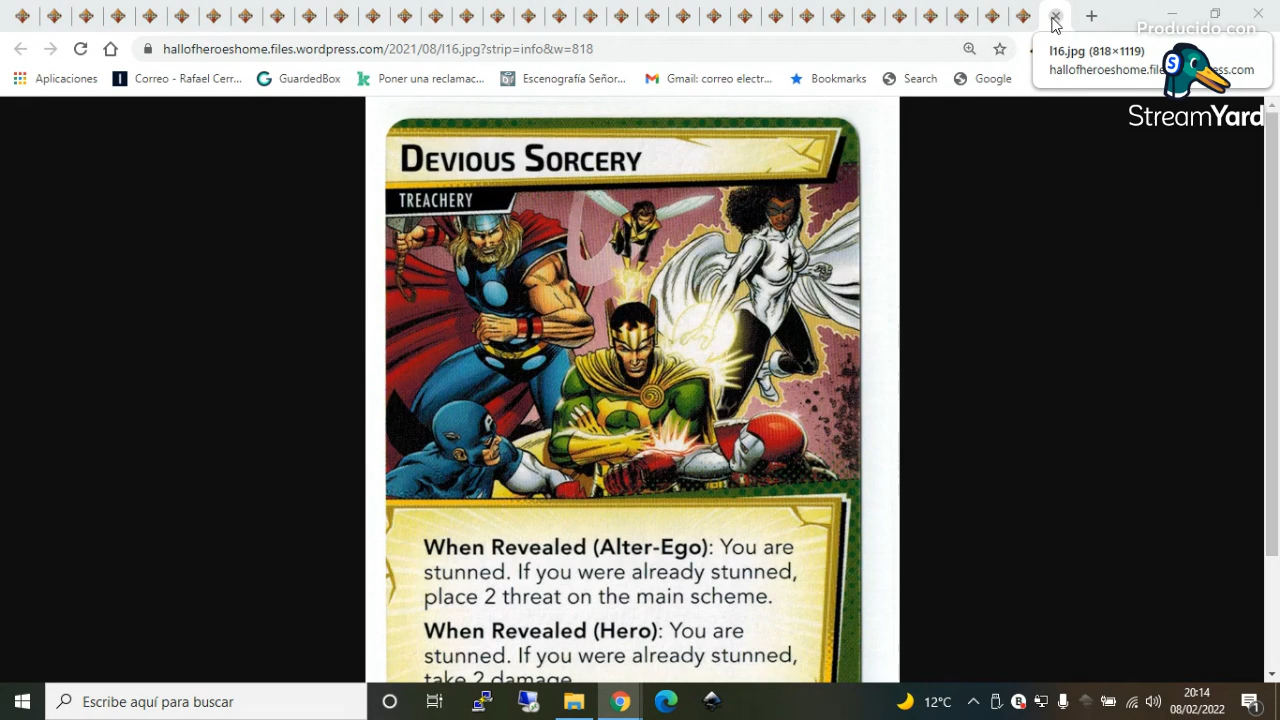 Producido con
StreamYard
hallofheroeshome.files.wordpress.com/2021/08/l16.jpg?strip=info&w=818
l16.jpg (818×1119)
Aplicaciones
Correo - Rafael Cerr...
GuardedBox
Poner una reclamac...
Escenografía Señor...
Gmail: correo electr...
Bookmarks
Search
Google
DEVIOUS SORCERY
TREACHERY
When Revealed (Alter-Ego): You are
stunned. If you were already stunned,
place 2 threat on the main scheme.
When Revealed (Hero): You are
stunned. If you were already stunned,
take 2 damage
Escribe aquí para buscar
12°C
20:14
08/02/2022